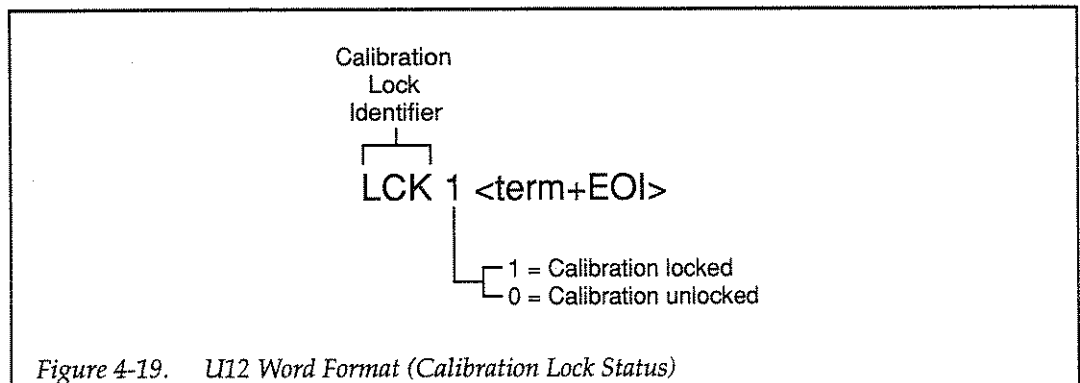 Calibration
Lock
Identifier
LCK 1 <term+EOI>
1 = Calibration locked
0 = Calibration unlocked
Figure 4-19. U12 Word Format (Calibration Lock Status)